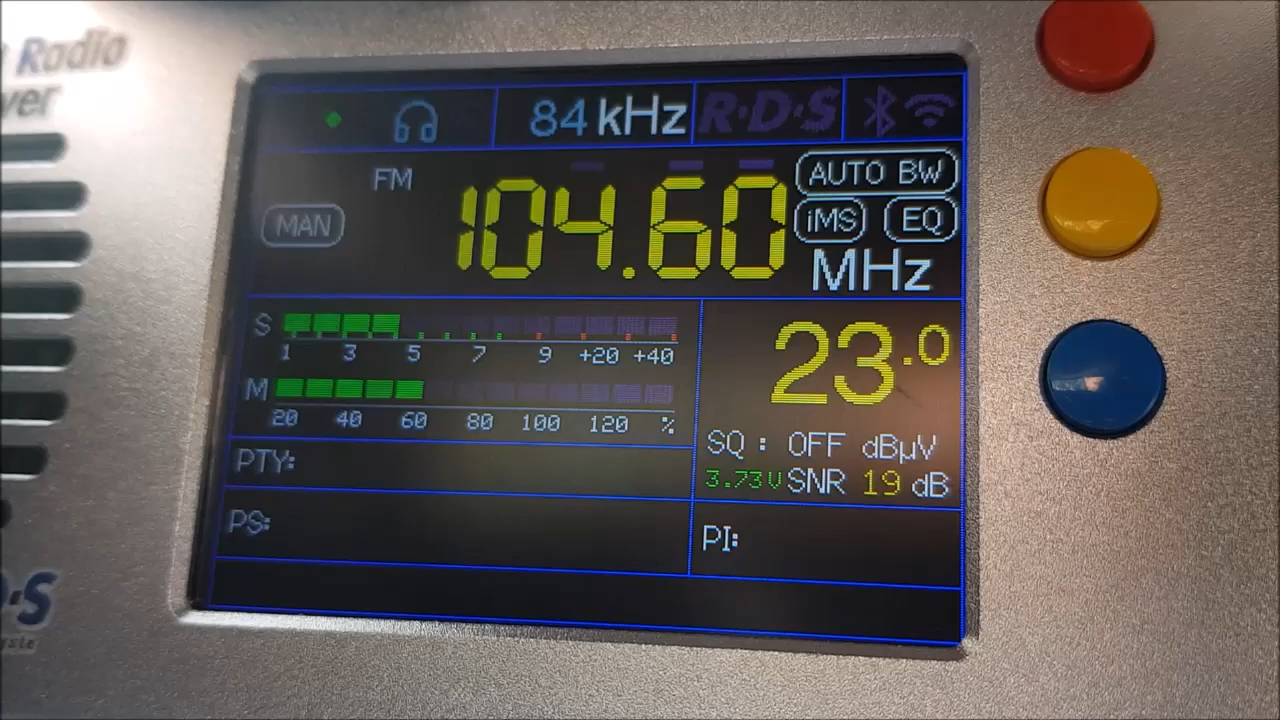 Radio
84 kHz R·D·S
FM
104.60
AUTO BW
MAN
iMS EQ
MHz
S
1 3 5 7 9 +20 +40
23.0
M
20 40 60 80 100 120 %
SQ : OFF dBµV
PTY:
3.73V SNR 19 dB
PS:
PI: